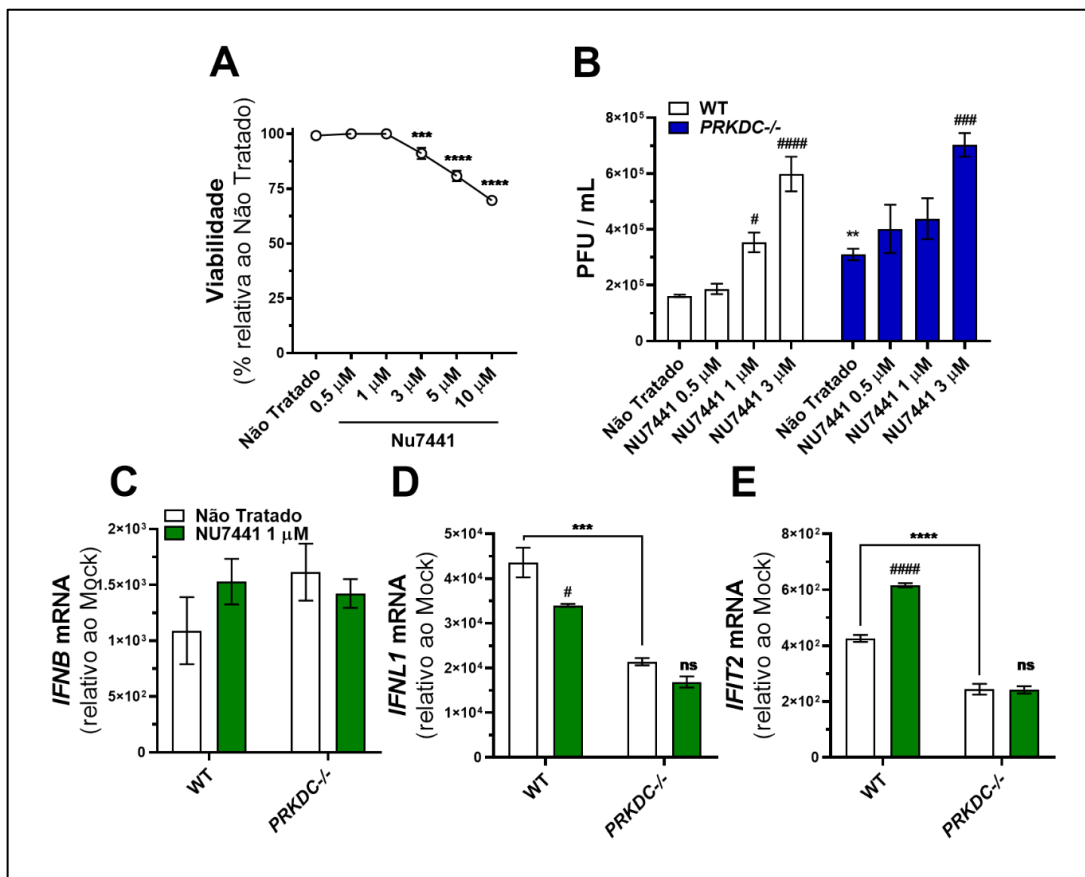 A
Viabilidade
(% relativa ao Não Tratado)
100
75
50
25
0
***
****
****
Não Tratado
0.5 μM
1 μM
3 μM
5 μM
10 μM
Nu7441
B
WT
PRKDC-/-
PFU / mL
8×10⁵
6×10⁵
4×10⁵
2×10⁵
0
#
####
**
###
Não Tratado
NU7441 0.5 μM
NU7441 1 μM
NU7441 3 μM
Não Tratado
NU7441 0.5 μM
NU7441 1 μM
NU7441 3 μM
C
Não Tratado
NU7441 1 μM
IFNB mRNA
(relativo ao Mock)
2×10³
1.5×10³
1×10³
5×10²
0
WT
PRKDC-/-
D
IFNL1 mRNA
(relativo ao Mock)
5×10⁴
4×10⁴
3×10⁴
2×10⁴
1×10⁴
0
***
#
ns
WT
PRKDC-/-
E
IFIT2 mRNA
(relativo ao Mock)
8×10²
6×10²
4×10²
2×10²
0
****
####
ns
WT
PRKDC-/-